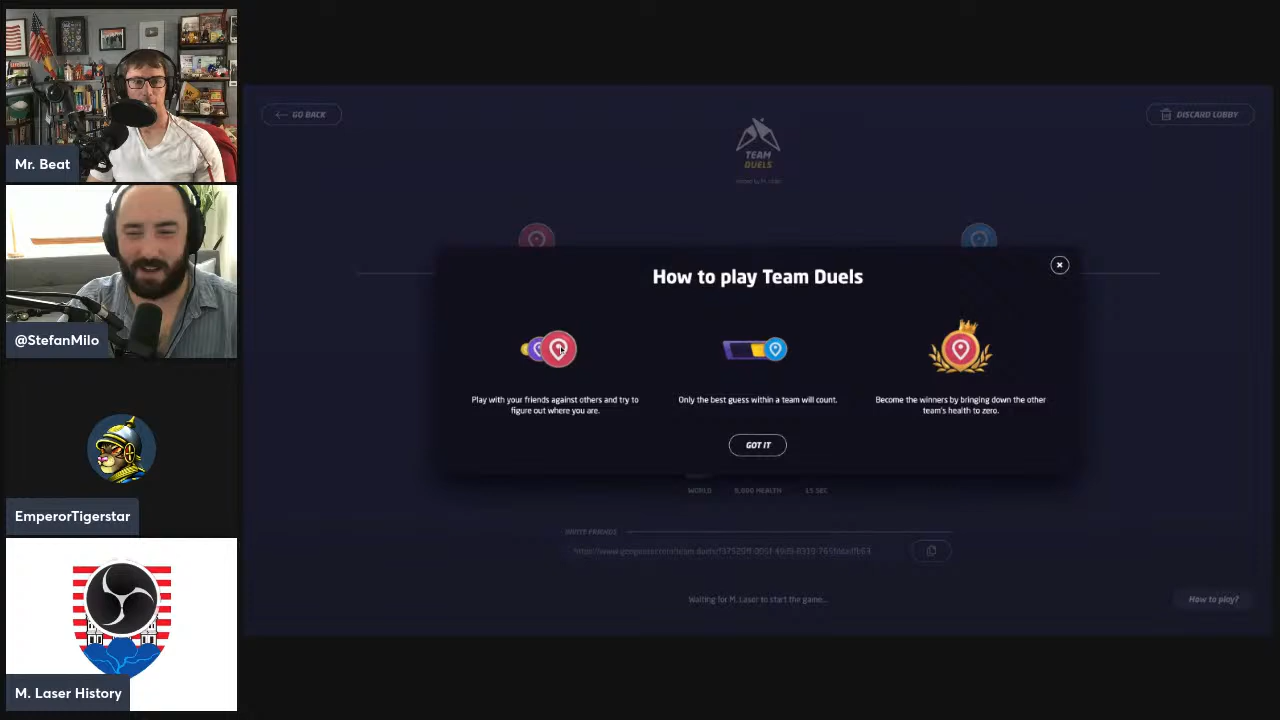 GO BACK
DISCARD LOBBY
TEAM
DUELS
Mr. Beat
How to play Team Duels
@StefanMilo
Play with your friends against others and try to
figure out where you are.
Only the best guess within a team will count.
Become the winners by bringing down the other
team's health to zero.
GOT IT
WORLD 15 SEC
EmperorTigerstar
INVITE FRIENDS
Waiting for M. Laser to start the game...
How to play?
M. Laser History